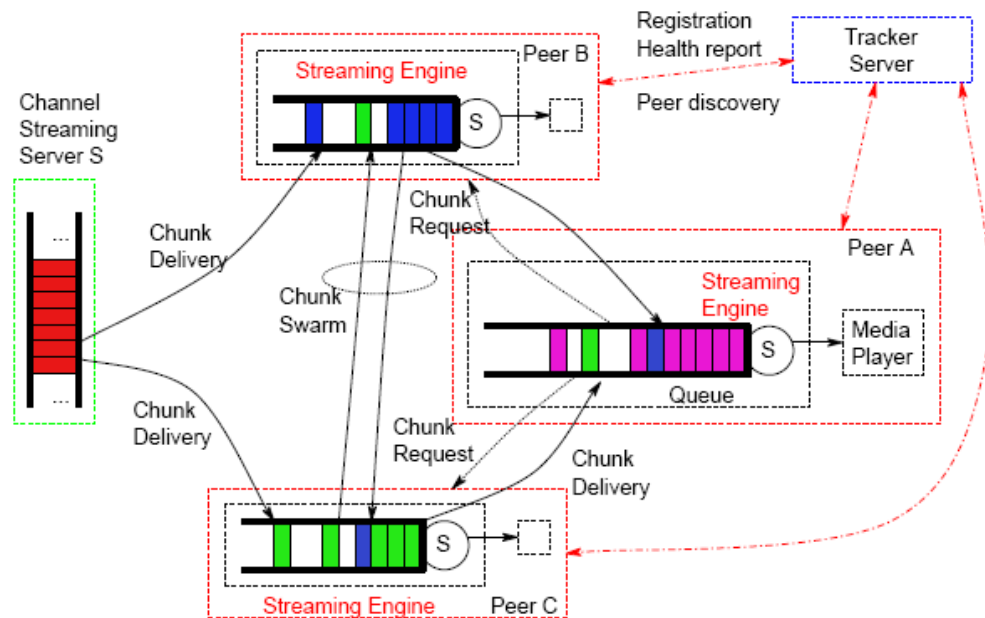 Channel
Streaming
Server S
...
...
Chunk
Delivery
Chunk
Delivery
Peer B
Streaming Engine
S
Registration
Health report
Peer discovery
Tracker
Server
Chunk
Request
Chunk
Swarm
Peer A
Streaming
Engine
S
Media
Player
Queue
Chunk
Request
Chunk
Delivery
S
Streaming Engine
Peer C